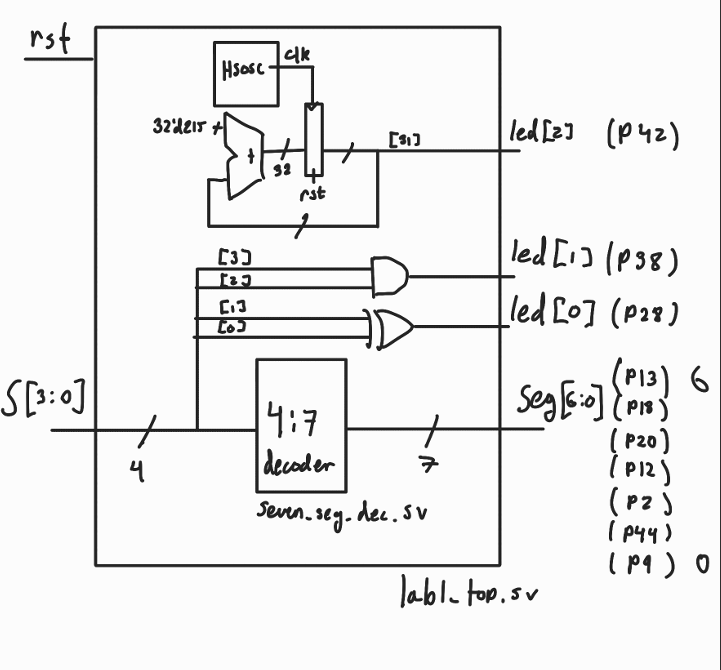 rst
Hsosc
clk
32'd215
+
32
rst
[31]
led[2] (P42)
[3]
[2]
led[1] (P38)
[1]
[0]
led[0] (P28)
S[3:0]
4
4:7
decoder
7
seg[6:0]
(P13) 6
(P18)
(P20)
(P12)
(P2)
(P44)
(P9) 0
seven_seg_dec.sv
lab1_top.sv